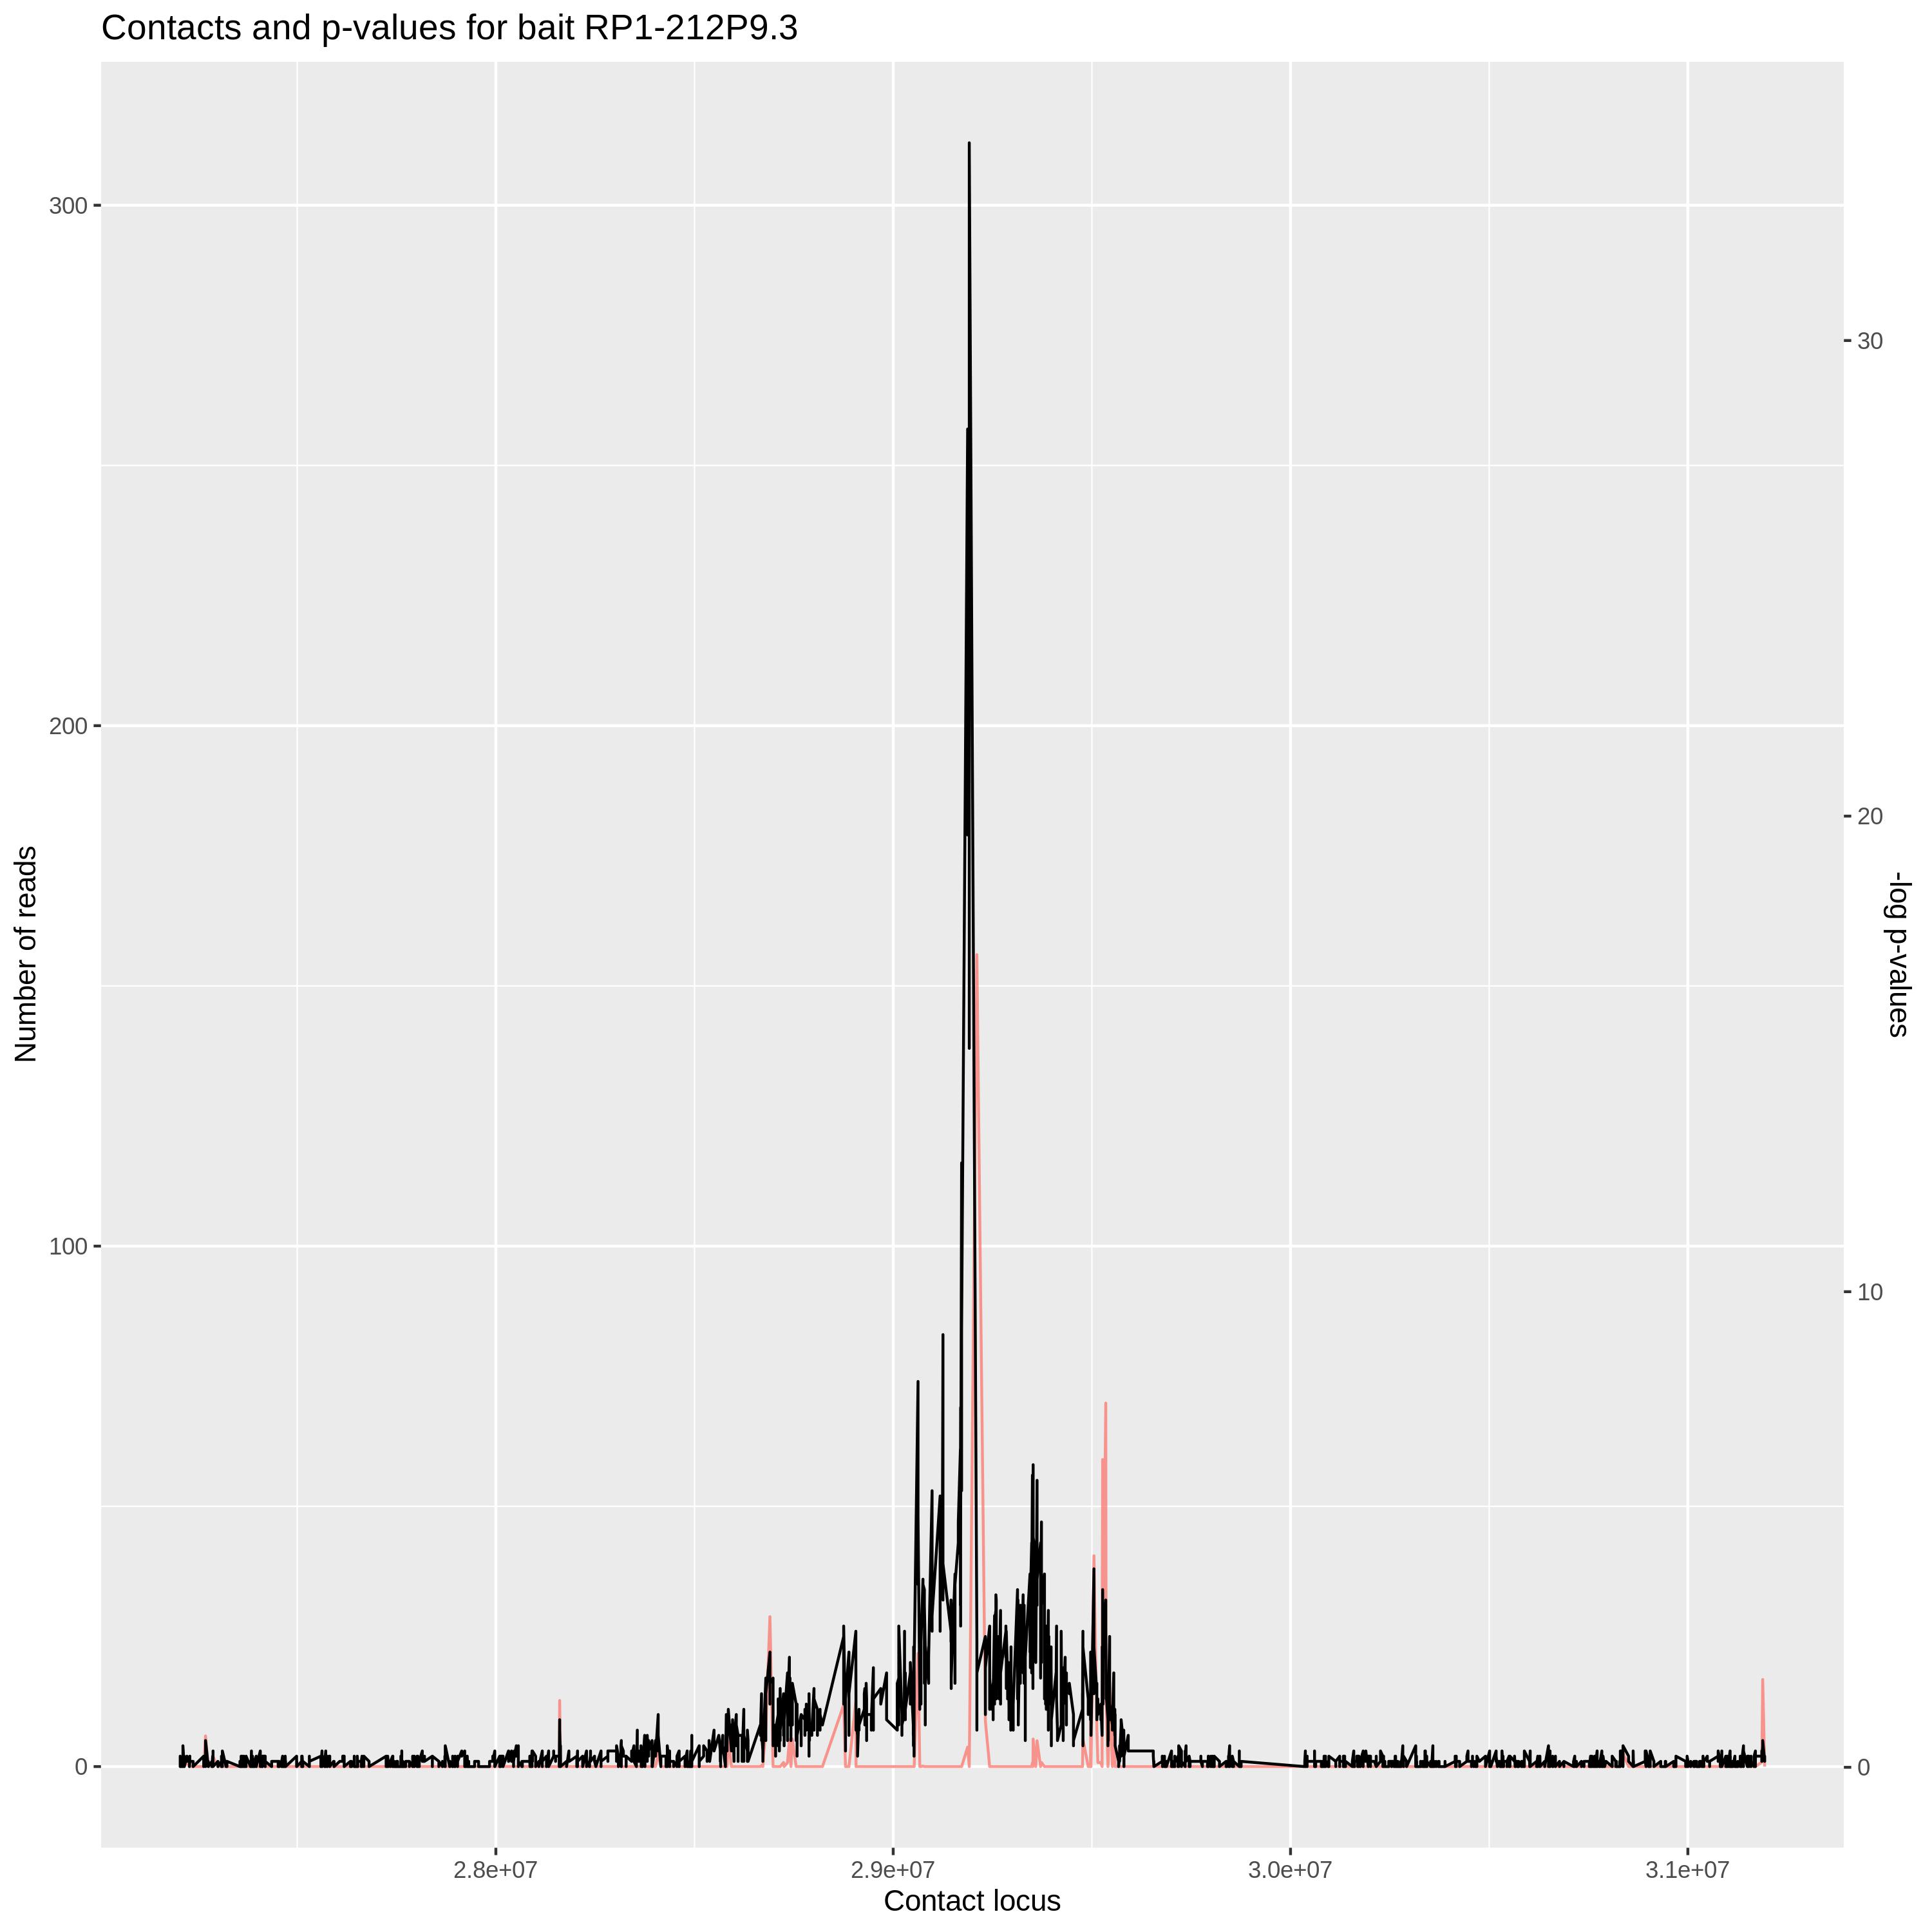 Contacts and p-values for bait RP1-212P9.3
300
200
100
0
Number of reads
30
20
10
0
-log p-values
2.8e+07
2.9e+07
3.0e+07
3.1e+07
Contact locus